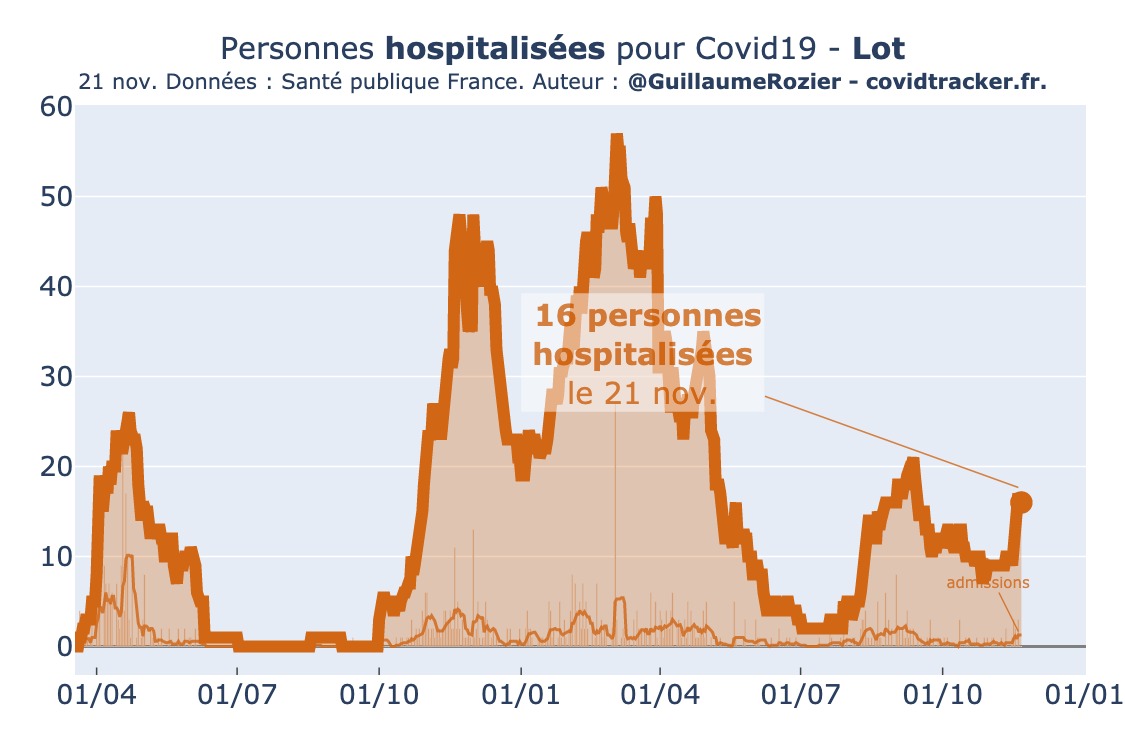 Personnes hospitalisées pour Covid19 - Lot
21 nov. Données : Santé publique France. Auteur : @GuillaumeRozier - covidtracker.fr.
60
50
40
30
20
10
0
16 personnes
hospitalisées
le 21 nov.
admissions
01/04 01/07 01/10 01/01 01/04 01/07 01/10 01/01